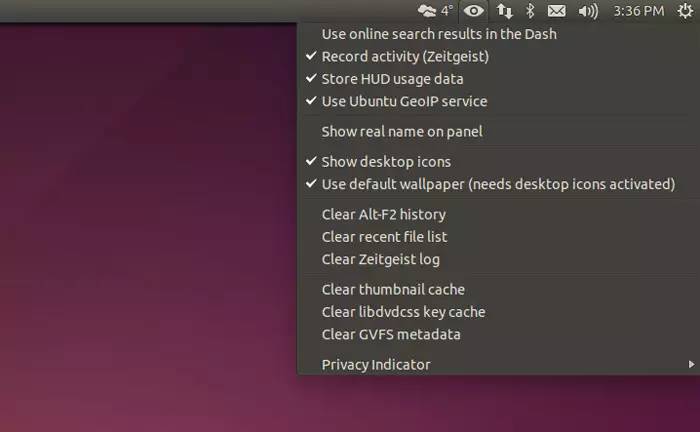 4° 3:36 PM
Use online search results in the Dash
Record activity (Zeitgeist)
Store HUD usage data
Use Ubuntu GeoIP service
Show real name on panel
Show desktop icons
Use default wallpaper (needs desktop icons activated)
Clear Alt-F2 history
Clear recent file list
Clear Zeitgeist log
Clear thumbnail cache
Clear libdvdcss key cache
Clear GVFS metadata
Privacy Indicator